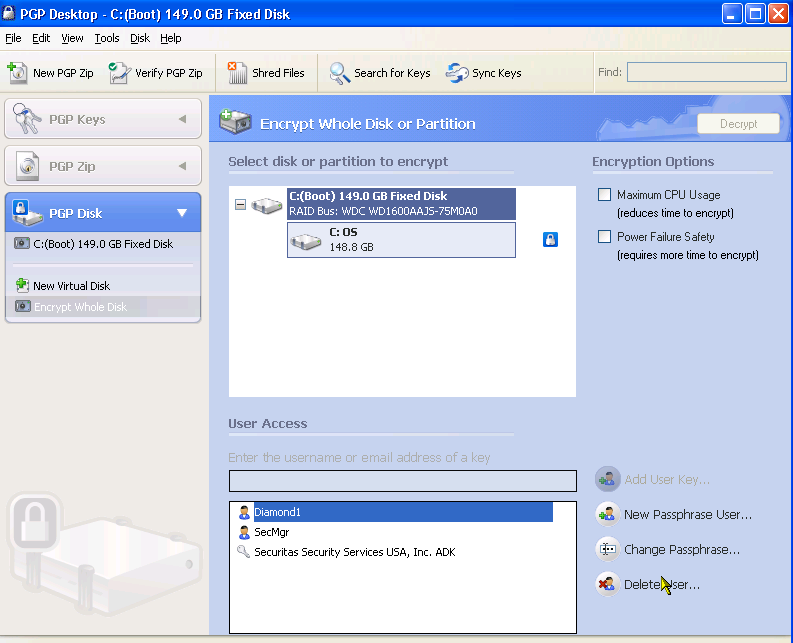 PGP Desktop - C:(Boot) 149.0 GB Fixed Disk
File Edit View Tools Disk Help
New PGP Zip Verify PGP Zip Shred Files Search for Keys Sync Keys Find:
PGP Keys
PGP Zip
PGP Disk
C:(Boot) 149.0 GB Fixed Disk
New Virtual Disk
Encrypt Whole Disk
Encrypt Whole Disk or Partition
Decrypt
Select disk or partition to encrypt
C:(Boot) 149.0 GB Fixed Disk
RAID Bus: WDC WD1600AAJS-75M0A0
C: OS
148.8 GB
Encryption Options
Maximum CPU Usage
(reduces time to encrypt)
Power Failure Safety
(requires more time to encrypt)
User Access
Enter the username or email address of a key
Diamond1
SecMgr
Securitas Security Services USA, Inc. ADK
Add User Key...
New Passphrase User...
Change Passphrase...
Delete User...